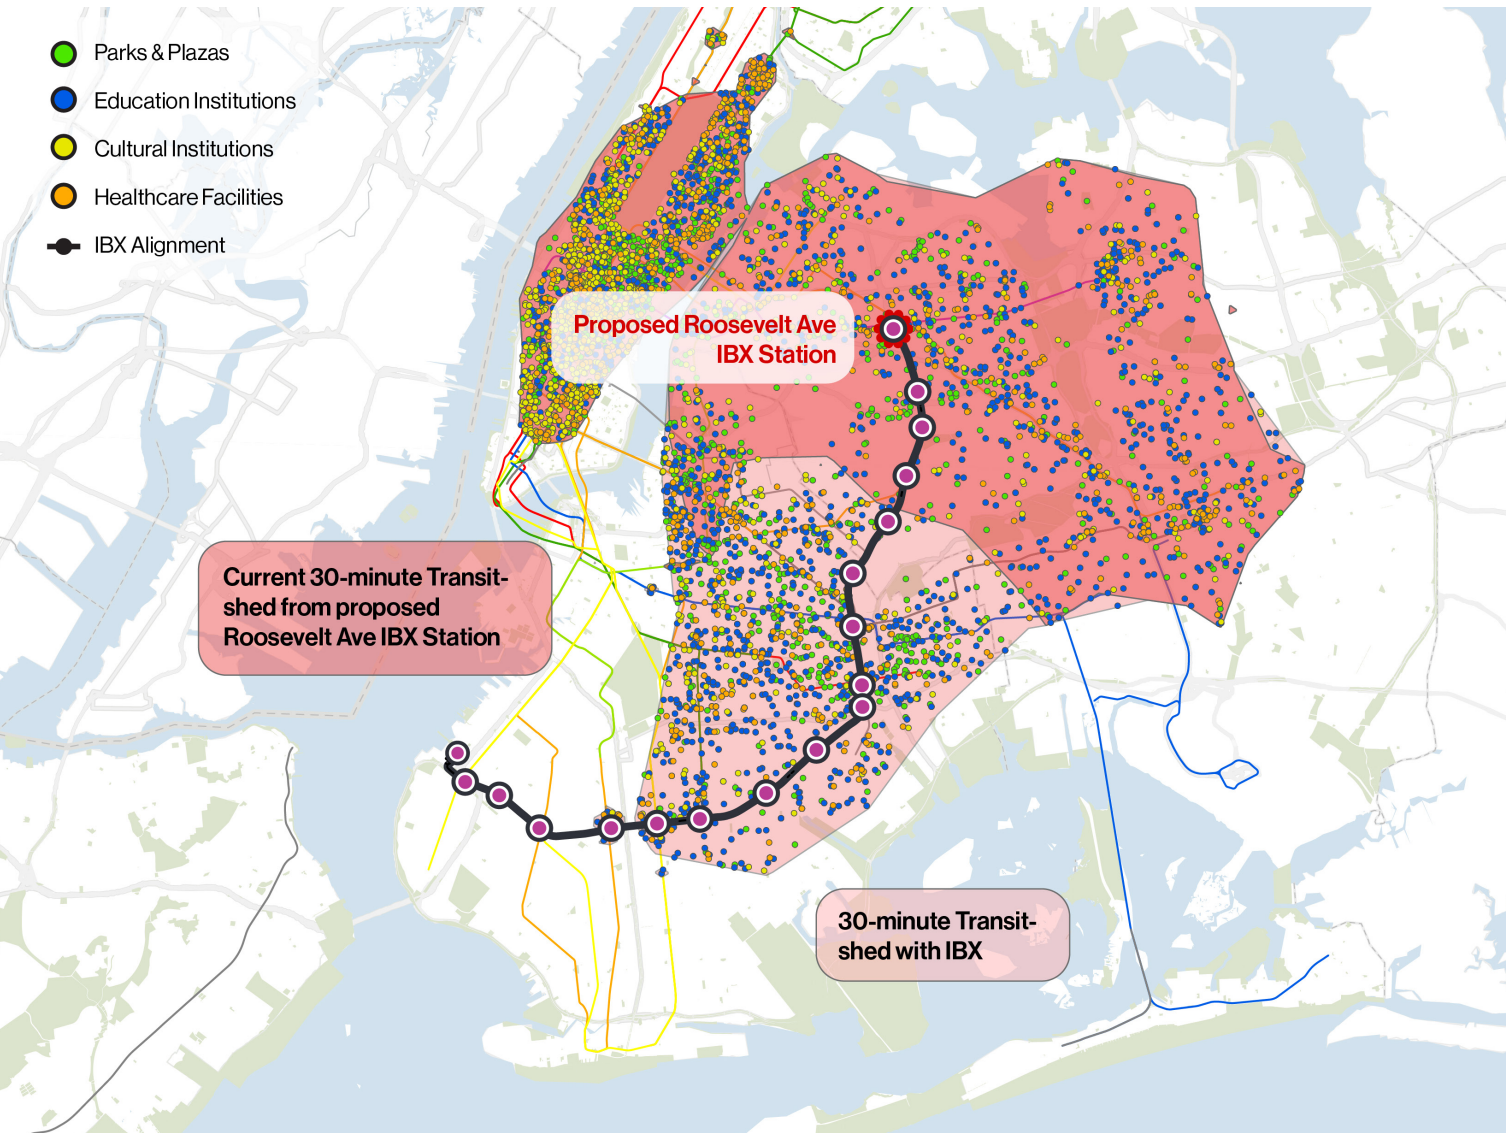 Parks & Plazas
Education Institutions
Cultural Institutions
Healthcare Facilities
IBX Alignment
Proposed Roosevelt Ave
IBX Station
Current 30-minute Transit-
shed from proposed
Roosevelt Ave IBX Station
30-minute Transit-
shed with IBX